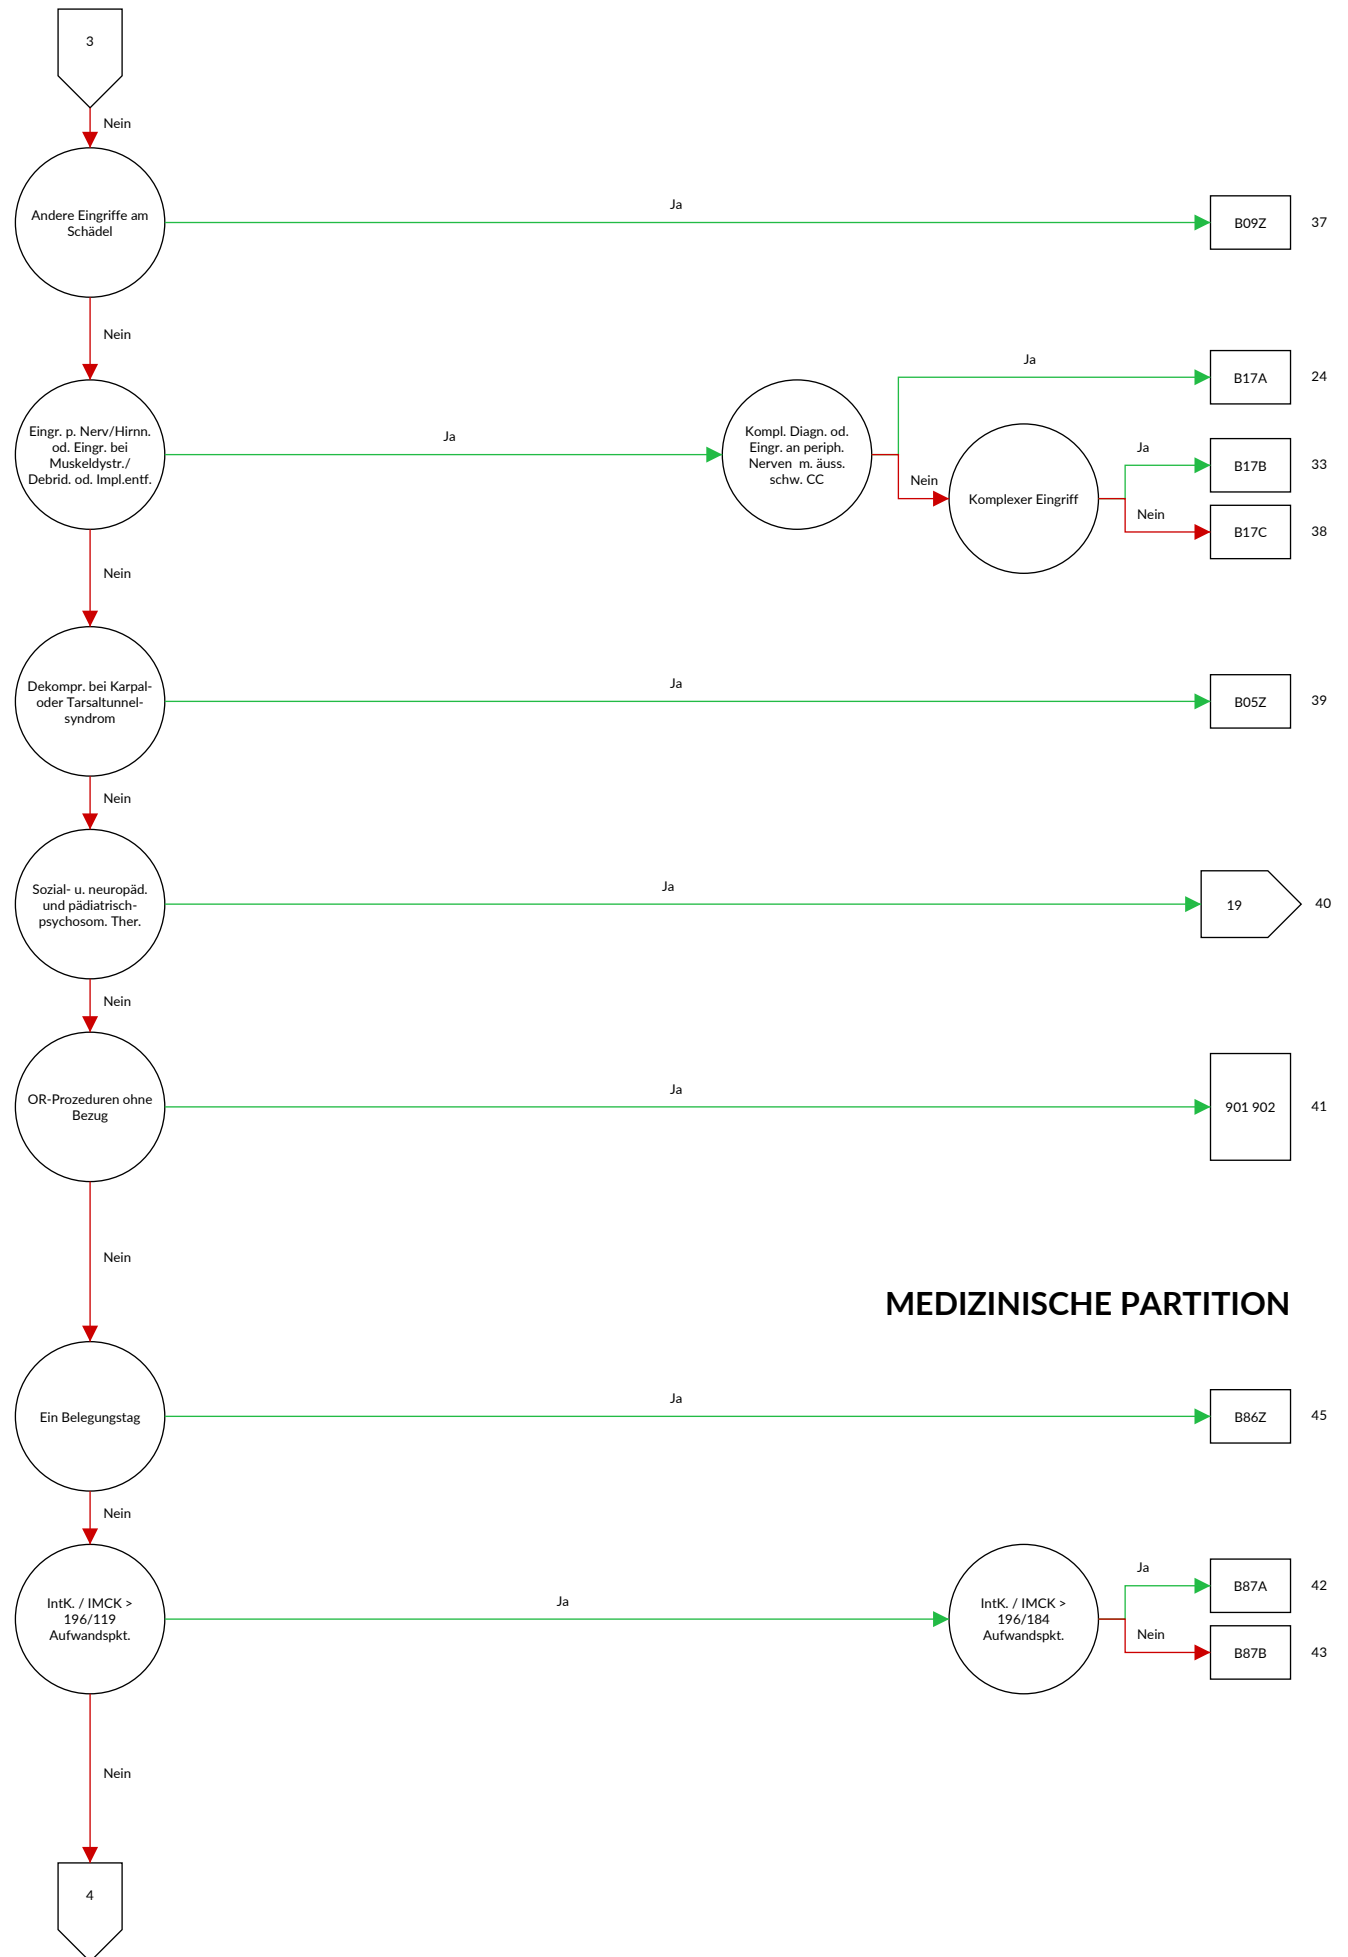 3
Nein
Andere Eingriffe am
Schädel
Ja
B09Z
37
Nein
Eingr. p. Nerv/Hirnn.
od. Eingr. bei
Muskeldystr./
Debrid. od. Impl.entf.
Ja
Kompl. Diagn. od.
Eingr. an periph.
Nerven  m. äuss.
schw. CC
Ja
B17A
24
Nein
Komplexer Eingriff
Ja
B17B
33
Nein
B17C
38
Nein
Dekompr. bei Karpal-
oder Tarsaltunnel-
syndrom
Ja
B05Z
39
Nein
Sozial- u. neuropäd.
und pädiatrisch-
psychosom. Ther.
Ja
19
40
Nein
OR-Prozeduren ohne
Bezug
Ja
901 902
41
Nein
MEDIZINISCHE PARTITION
Ein Belegungstag
Ja
B86Z
45
Nein
IntK. / IMCK >
196/119
Aufwandspkt.
Ja
IntK. / IMCK >
196/184
Aufwandspkt.
Ja
B87A
42
Nein
B87B
43
Nein
4